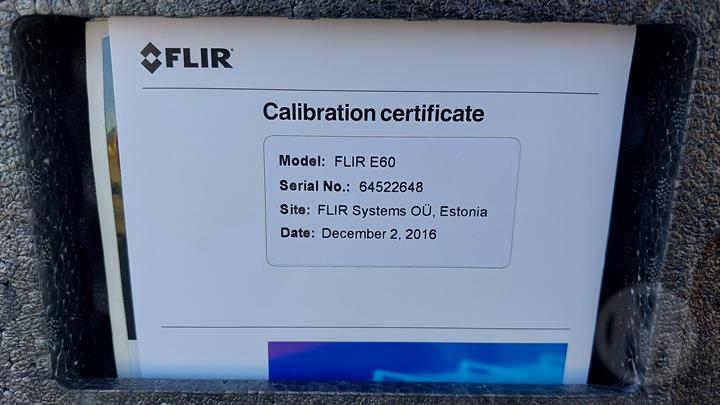 FLIR
Calibration certificate
Model: FLIR E60
Serial No.: 64522648
Site: FLIR Systems OÜ, Estonia
Date: December 2, 2016